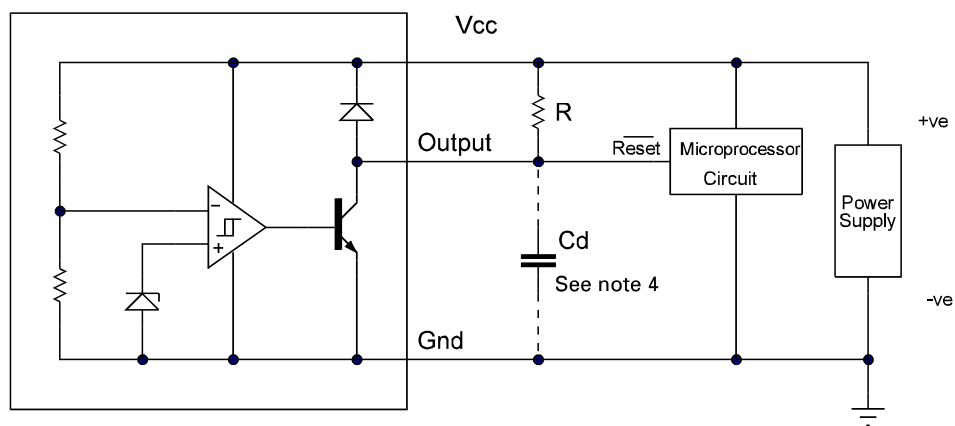 Vcc
R
Output
Reset
Microprocessor
Circuit
+ve
Power
Supply
−
+
Cd
See note 4
-ve
Gnd